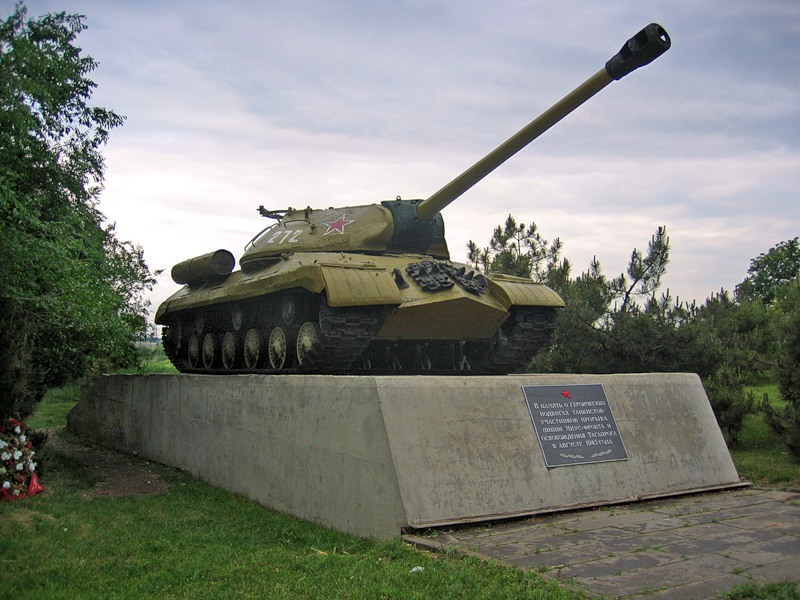 272
В память о героических
подвигах танкистов-
участников прорыва
линии Миус-фронта и
освобождения Таганрога
в августе 1943 года